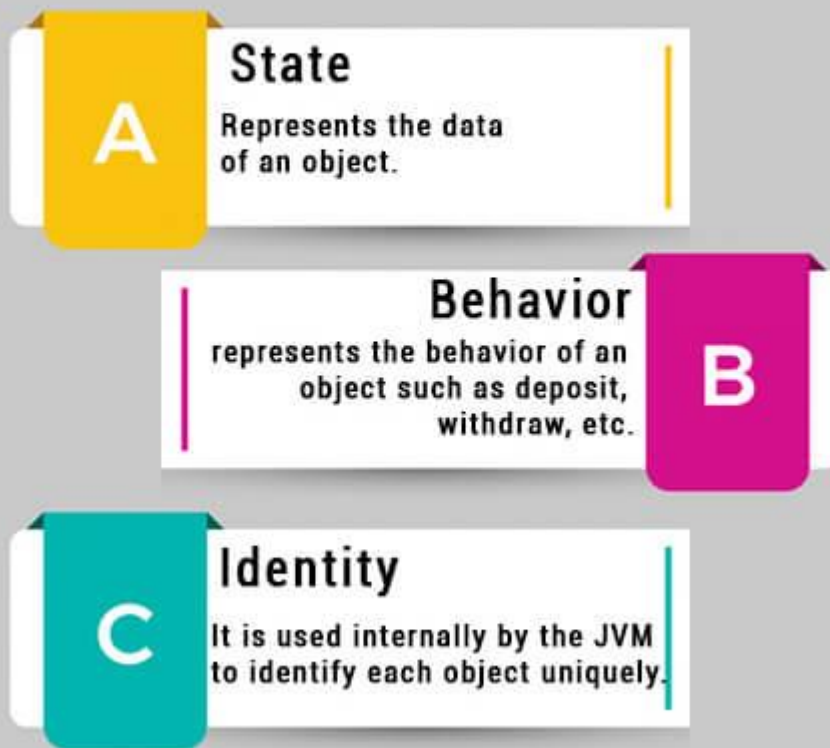 A
State
Represents the data
of an object.
Behavior
represents the behavior of an
object such as deposit,
withdraw, etc.
B
C
Identity
It is used internally by the JVM
to identify each object uniquely.